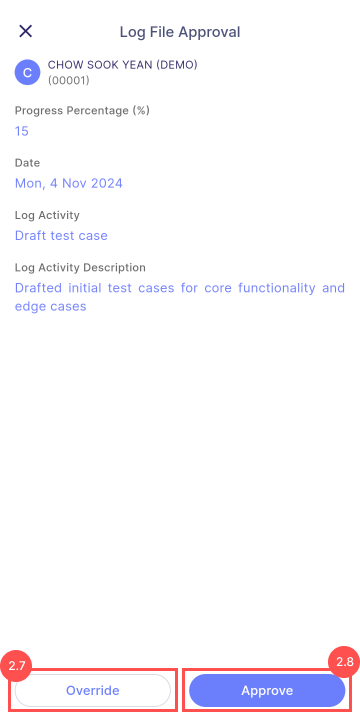 Log File Approval
C
CHOW SOOK YEAN (DEMO)
(00001)
Progress Percentage (%)
15
Date
Mon, 4 Nov 2024
Log Activity
Draft test case
Log Activity Description
Drafted initial test cases for core functionality and
edge cases
2.7
2.8
Override
Approve